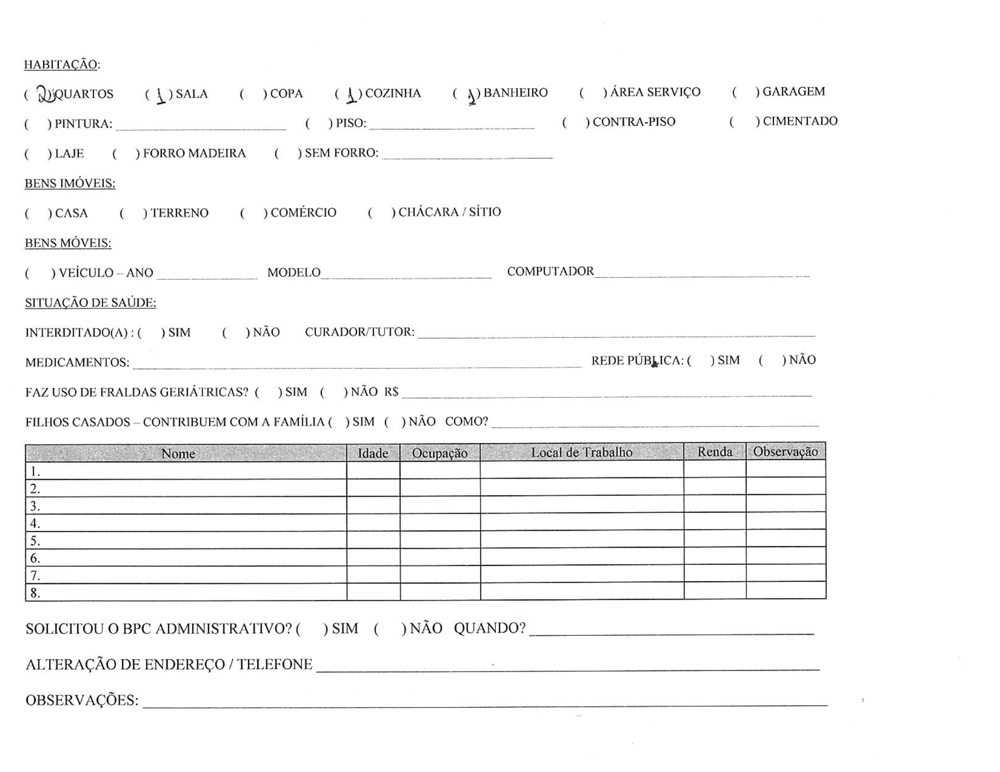 HABITAÇÃO:
( 2 ) QUARTOS ( 1 ) SALA ( ) COPA ( 1 ) COZINHA ( 1 ) BANHEIRO ( ) ÁREA SERVIÇO ( ) GARAGEM
( ) PINTURA: ____________ ( ) PISO: ____________ ( ) CONTRA-PISO ( ) CIMENTADO
( ) LAJE ( ) FORRO MADEIRA ( ) SEM FORRO: ____________
BENS IMÓVEIS:
( ) CASA ( ) TERRENO ( ) COMÉRCIO ( ) CHÁCARA / SÍTIO
BENS MÓVEIS:
( ) VEÍCULO – ANO ____________ MODELO ____________ COMPUTADOR ____________
SITUAÇÃO DE SAÚDE:
INTERDITADO(A) : ( ) SIM ( ) NÃO CURADOR/TUTOR: ____________
MEDICAMENTOS: ____________ REDE PÚBLICA: ( ) SIM ( ) NÃO
FAZ USO DE FRALDAS GERIÁTRICAS? ( ) SIM ( ) NÃO R$ ____________
FILHOS CASADOS – CONTRIBUEM COM A FAMÍLIA ( ) SIM ( ) NÃO COMO? ____________
Nome Idade Ocupação Local de Trabalho Renda Observação
1.
2.
3.
4.
5.
6.
7.
8.
SOLICITOU O BPC ADMINISTRATIVO? ( ) SIM ( ) NÃO QUANDO? ____________
ALTERAÇÃO DE ENDEREÇO / TELEFONE ____________
OBSERVAÇÕES: ____________